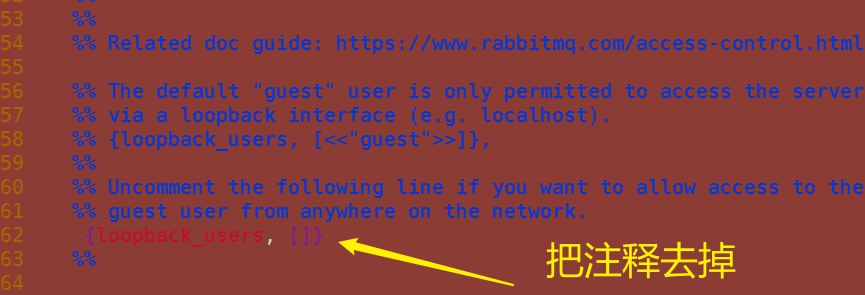 53 %%
54 %% Related doc guide: https://www.rabbitmq.com/access-control.html
55
56 %% The default "guest" user is only permitted to access the server
57 %% via a loopback interface (e.g. localhost).
58 %% {loopback_users, [<<"guest">>]},
59 %%
60 %% Uncomment the following line if you want to allow access to the
61 %% guest user from anywhere on the network.
62 {loopback_users, []}
把注释去掉
63 %%
64